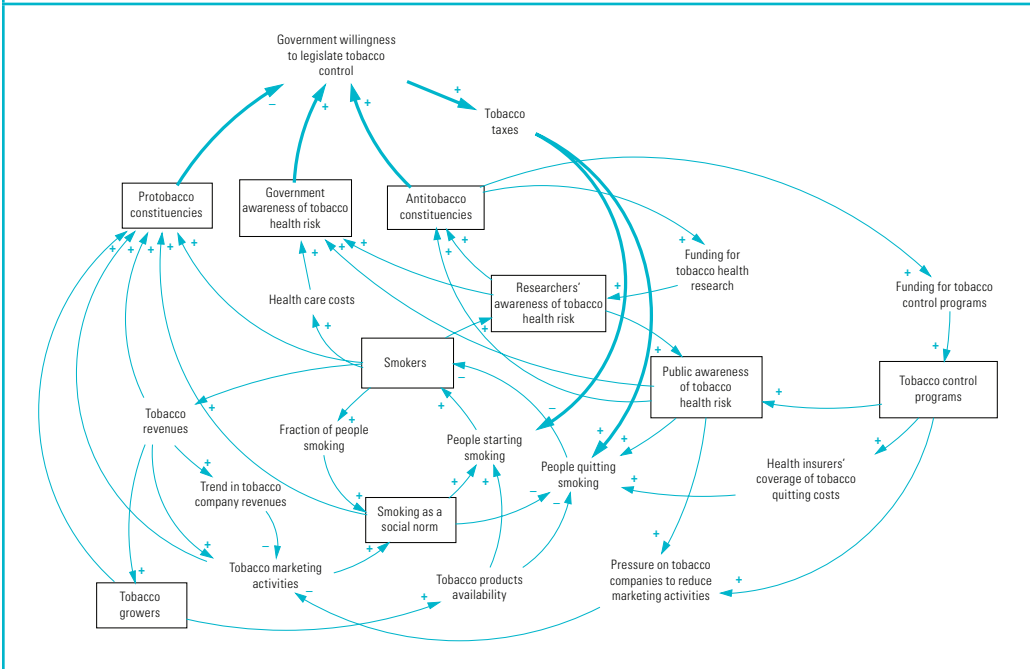 Government willingness
to legislate tobacco
control
+
Tobacco
taxes
–
+
+
Protobacco
constituencies
Government
awareness of tobacco
health risk
Antitobacco
constituencies
+
+
+
+
+
+
+
+
+
+
+
Funding for
tobacco health
research
+
Funding for tobacco
control programs
Researchers'
awareness of tobacco
health risk
+
+
Health care costs
+
Smokers
–
+
Public awareness
of tobacco
health risk
+
+
Tobacco control
programs
Tobacco
revenues
+
+
Fraction of people
smoking
+
People starting
smoking
–
+
+
People quitting
smoking
+
Health insurers'
coverage of tobacco
quitting costs
+
Trend in tobacco
company revenues
+
+
+
+
–
–
Smoking as a
social norm
–
+
+
Tobacco marketing
activities
–
Tobacco products
availability
+
+
Pressure on tobacco
companies to reduce
marketing activities
+
+
Tobacco
growers